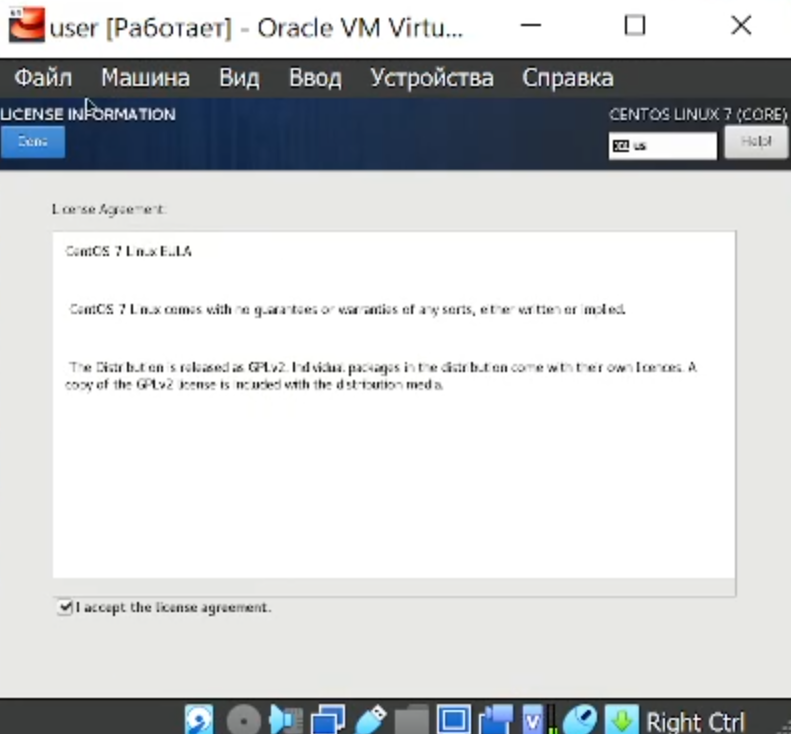 user [Работает] - Oracle VM Virtu...
Файл Машина Вид Ввод Устройства Справка
LICENSE INFORMATION
CENTOS LINUX 7 (CORE)
Done
us
Help!
License Agreement:
CentOS 7 Linux EULA
CentOS 7 Linux comes with no guarantees or warranties of any sorts, either written or implied.
The Distribution is released as GPLv2. Individual packages in the distribution come with their own licences. A
copy of the GPLv2 license is included with the distribution media.
I accept the license agreement.
Right Ctrl